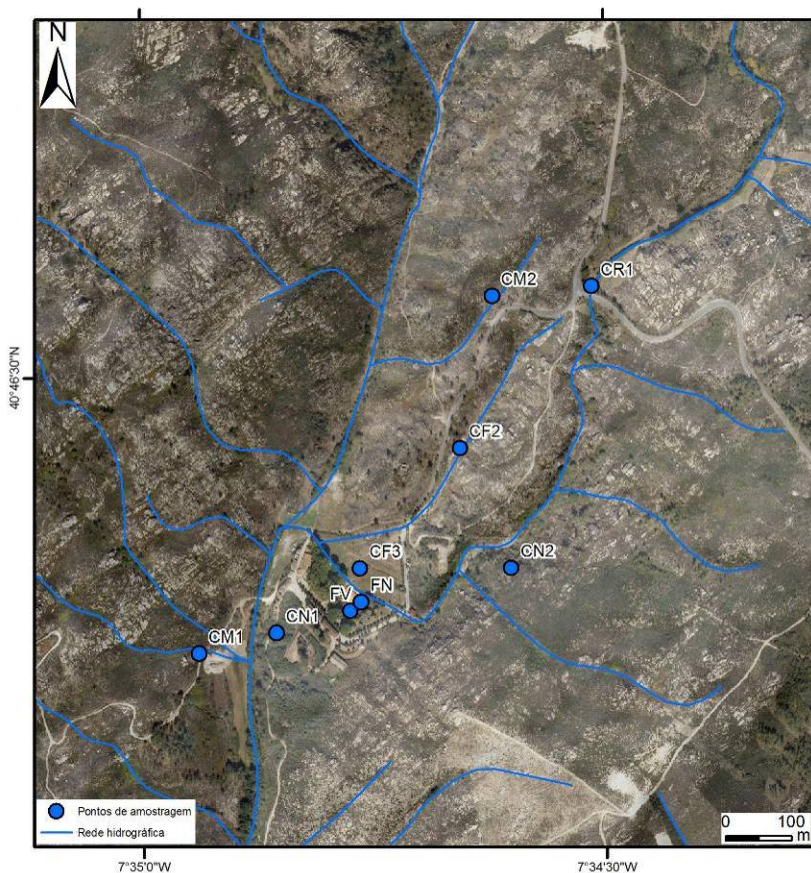 N
CR1
CM2
40°46'30"N
CF2
CF3
CN2
FN
FV
CN1
CM1
Pontos de amostragem
Rede hidrográfica
0 100
m
7°35'0"W
7°34'30"W